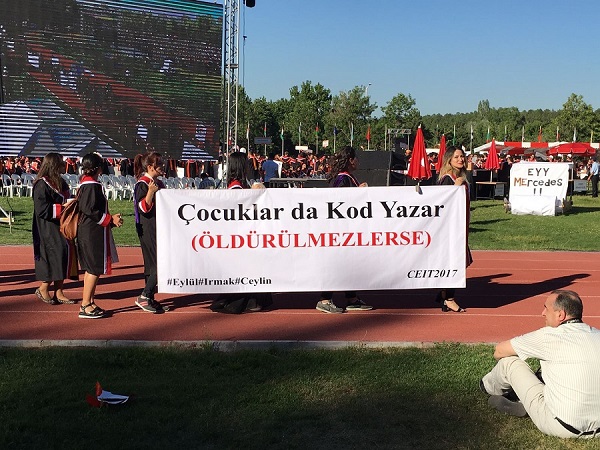 Çocuklar da Kod Yazar
(ÖLDÜRÜLMEZLERSE)
#Eylül#Irmak#Ceylin
CEIT2017
EYY
MErcedes
!!